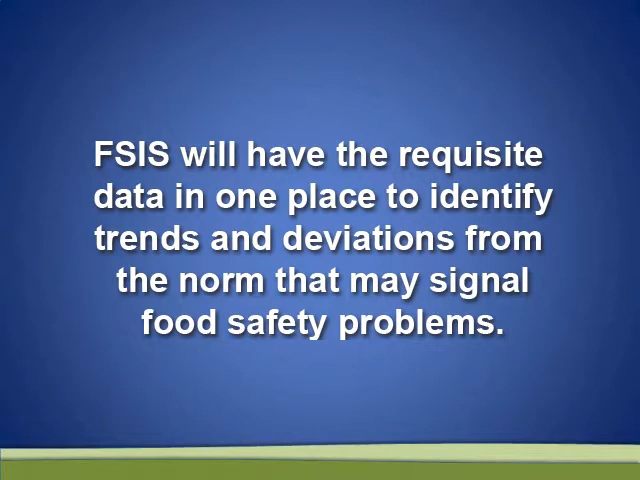 FSIS will have the requisite
data in one place to identify
trends and deviations from
the norm that may signal
food safety problems.